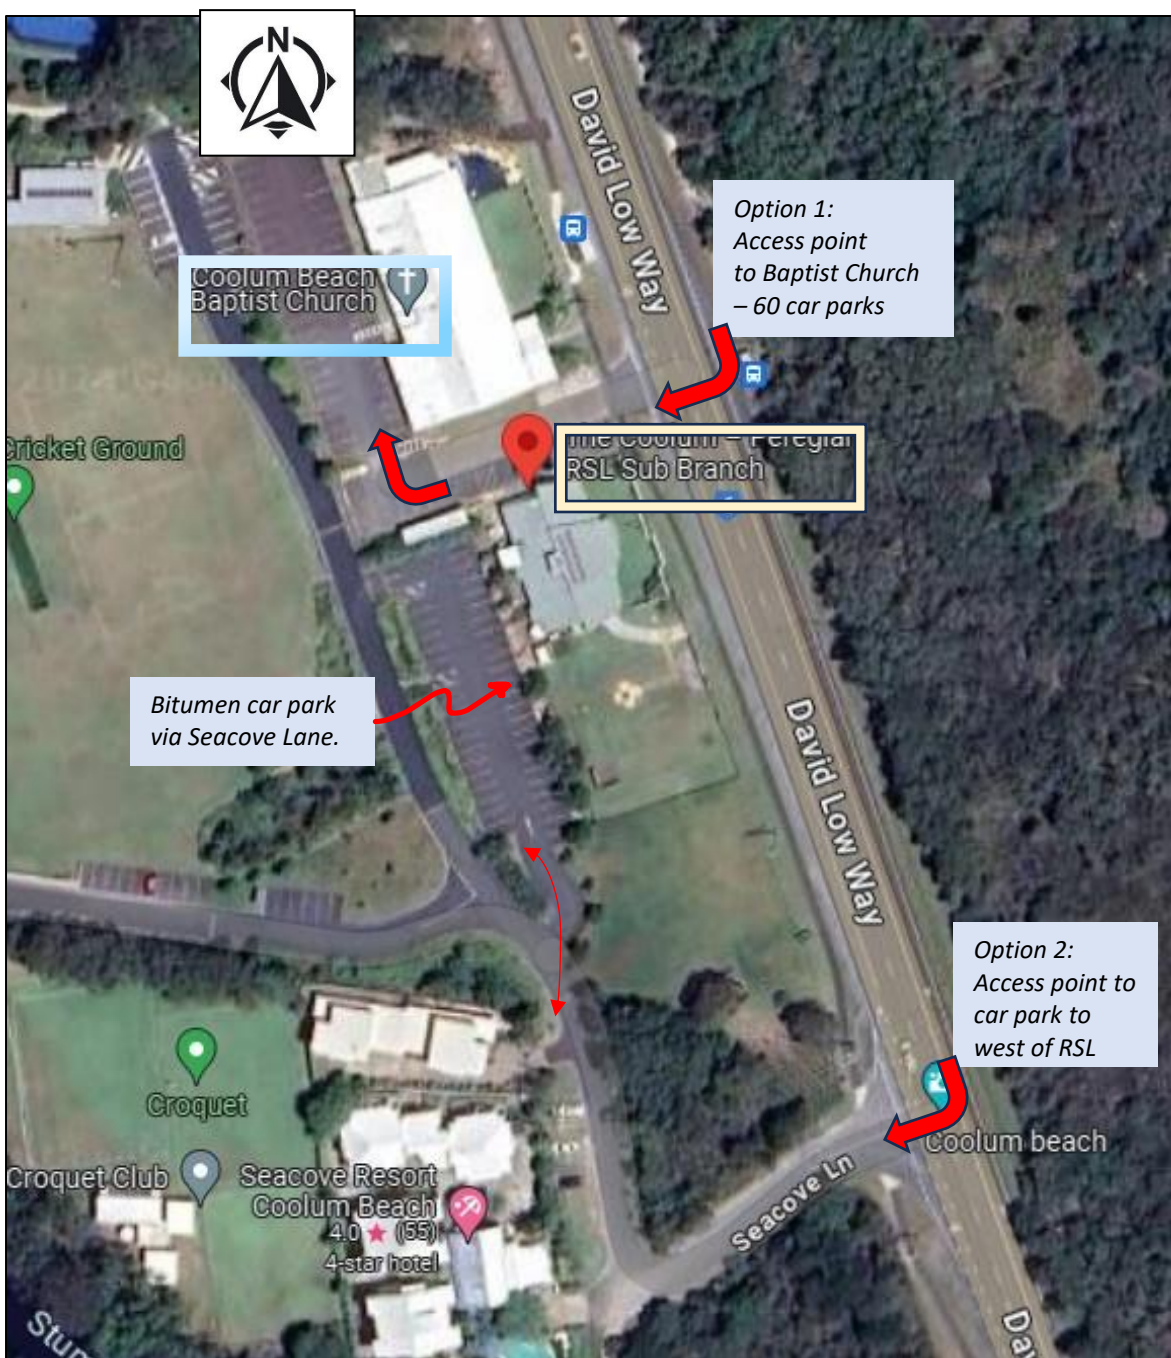 N
David Low Way
Option 1:
Access point
to Baptist Church
– 60 car parks
Coolum Beach
Baptist Church
The Coolum – Peregian
RSL Sub Branch
Cricket Ground
Bitumen car park
via Seacove Lane.
David Low Way
Option 2:
Access point to
car park to
west of RSL
Croquet
Coolum beach
Croquet Club
Seacove Resort
Coolum Beach
4.0 ★ (55)
4-star hotel
Seacove Ln